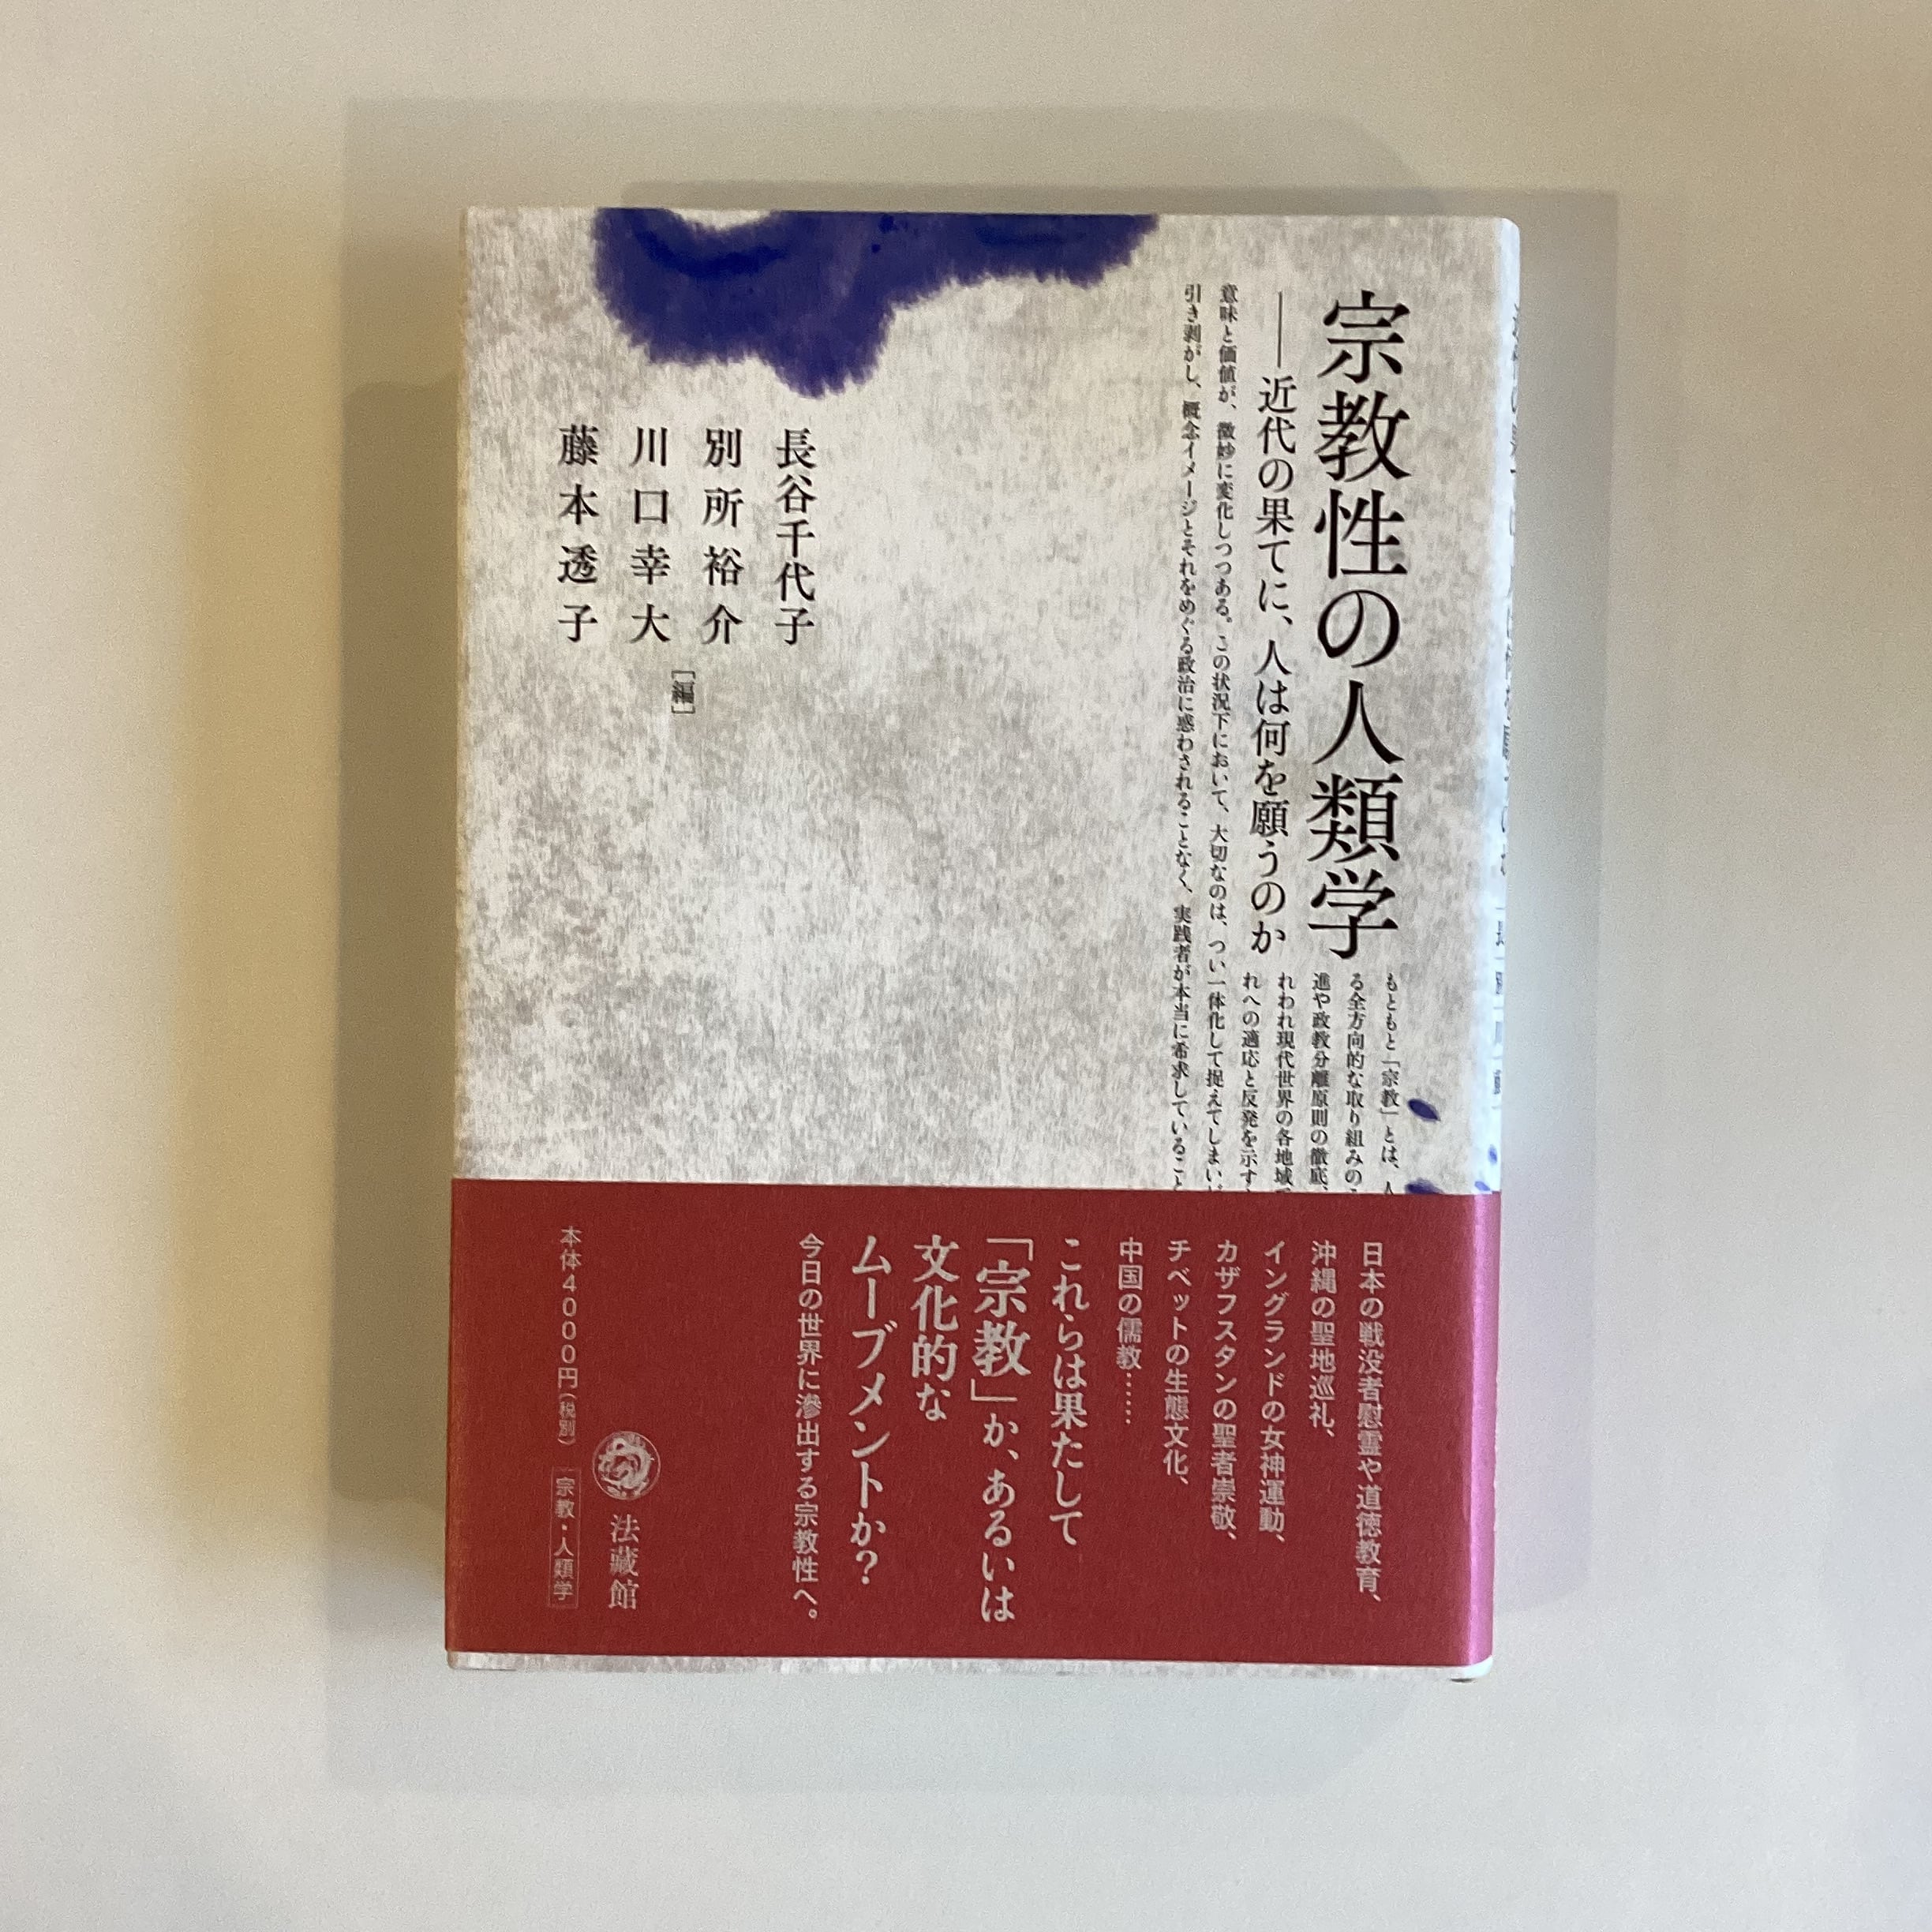 宗教性の人類学
――近代の果てに、人は何を願うのか
もともと「宗教」とは、人
る全方向的な取り組みの
進や政教分離原則の徹底、
れわれ現代世界の各地域
れへの適応と反発を示す
意味と価値が、微妙に変化しつつある。この状況下において、大切なのは、つい一体化して捉えてしまい
引き剥がし、概念イメージとそれをめぐる政治に惑わされることなく、実践者が本当に希求していること
長谷千代子
別所裕介
川口幸大
藤本透子
[編]
日本の戦没者慰霊や道徳教育、
沖縄の聖地巡礼、
イングランドの女神運動、
カザフスタンの聖者崇敬、
チベットの生態文化、
中国の儒教……
これらは果たして
「宗教」か、あるいは
文化的な
ムーブメントか?
今日の世界に滲出する宗教性へ。
法藏館
本体4000円(税別)
宗教・人類学